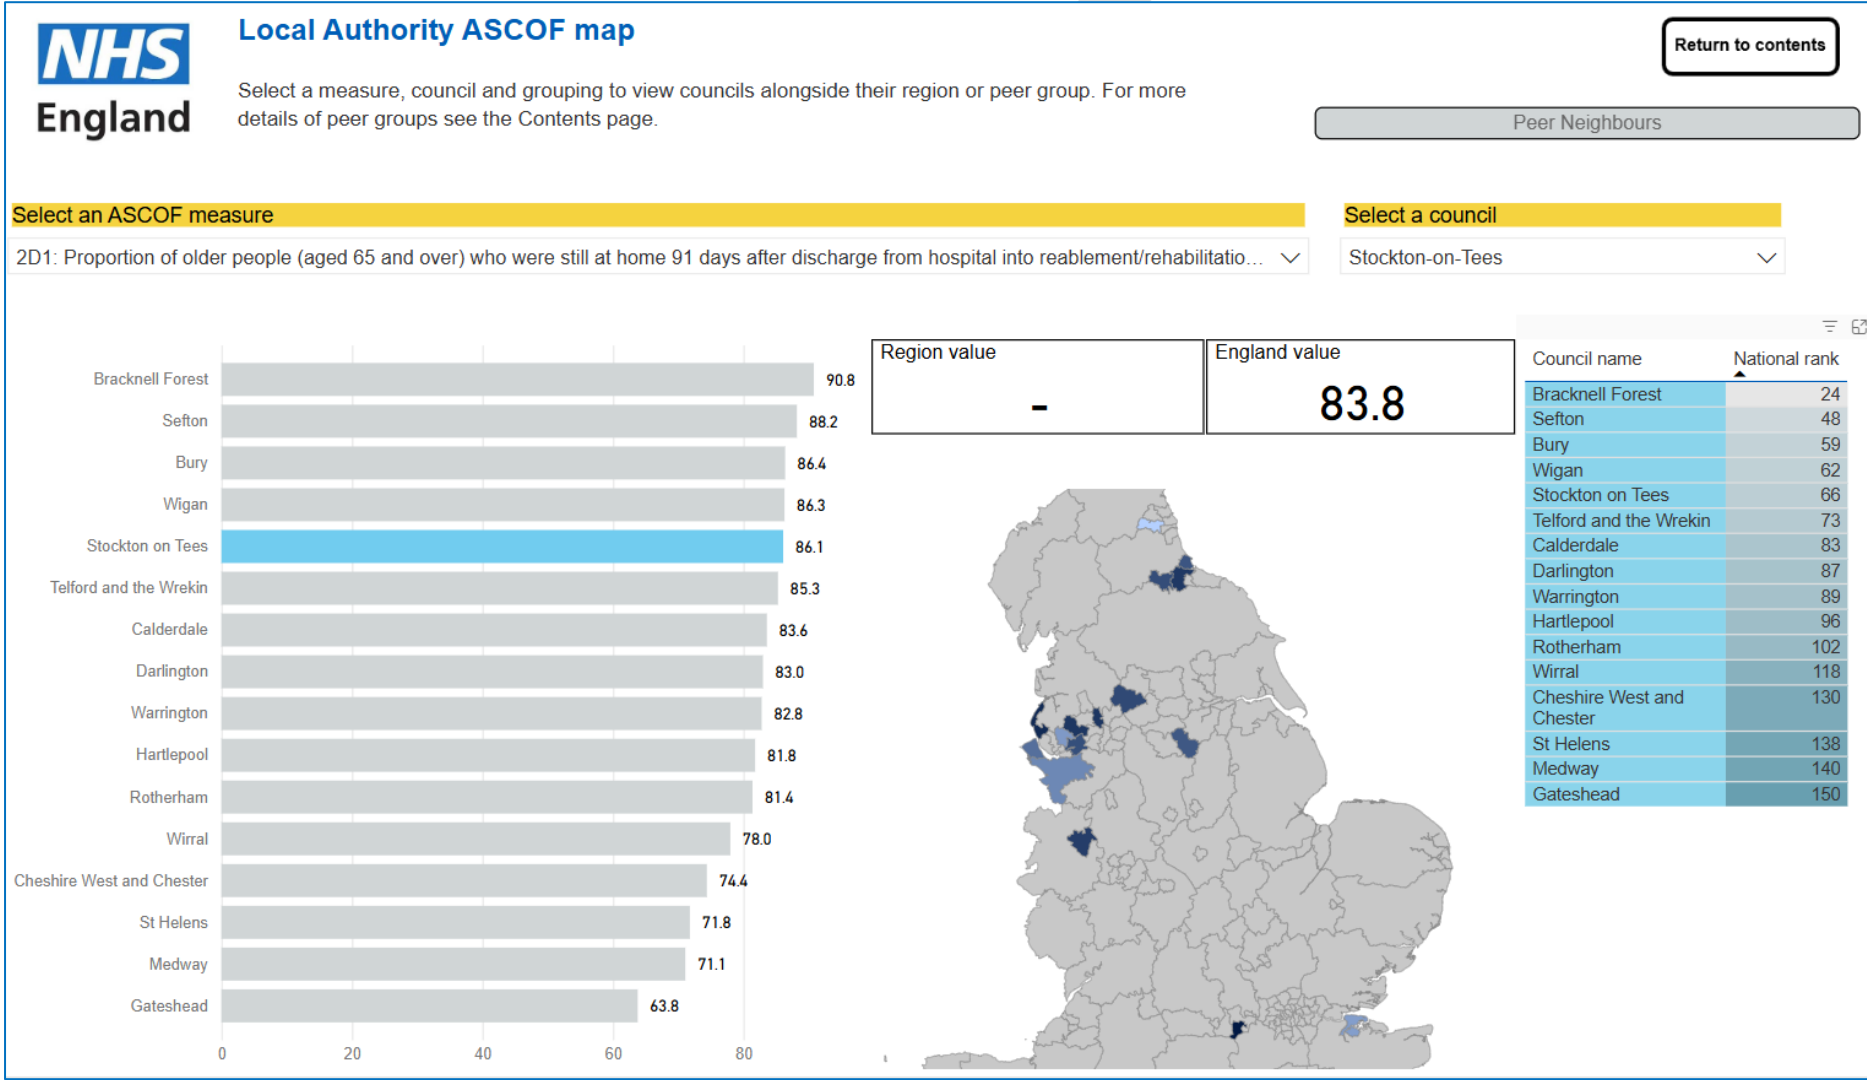 NHS
England
Local Authority ASCOF map
Select a measure, council and grouping to view councils alongside their region or peer group. For more
details of peer groups see the Contents page.
Return to contents
Peer Neighbours
Select an ASCOF measure
2D1: Proportion of older people (aged 65 and over) who were still at home 91 days after discharge from hospital into reablement/rehabilitatio...
Select a council
Stockton-on-Tees
Bracknell Forest 90.8
Sefton 88.2
Bury 86.4
Wigan 86.3
Stockton on Tees 86.1
Telford and the Wrekin 85.3
Calderdale 83.6
Darlington 83.0
Warrington 82.8
Hartlepool 81.8
Rotherham 81.4
Wirral 78.0
Cheshire West and Chester 74.4
St Helens 71.8
Medway 71.1
Gateshead 63.8
0 20 40 60 80
Region value
-
England value
83.8
Council name National rank
Bracknell Forest 24
Sefton 48
Bury 59
Wigan 62
Stockton on Tees 66
Telford and the Wrekin 73
Calderdale 83
Darlington 87
Warrington 89
Hartlepool 96
Rotherham 102
Wirral 118
Cheshire West and 130
Chester
St Helens 138
Medway 140
Gateshead 150